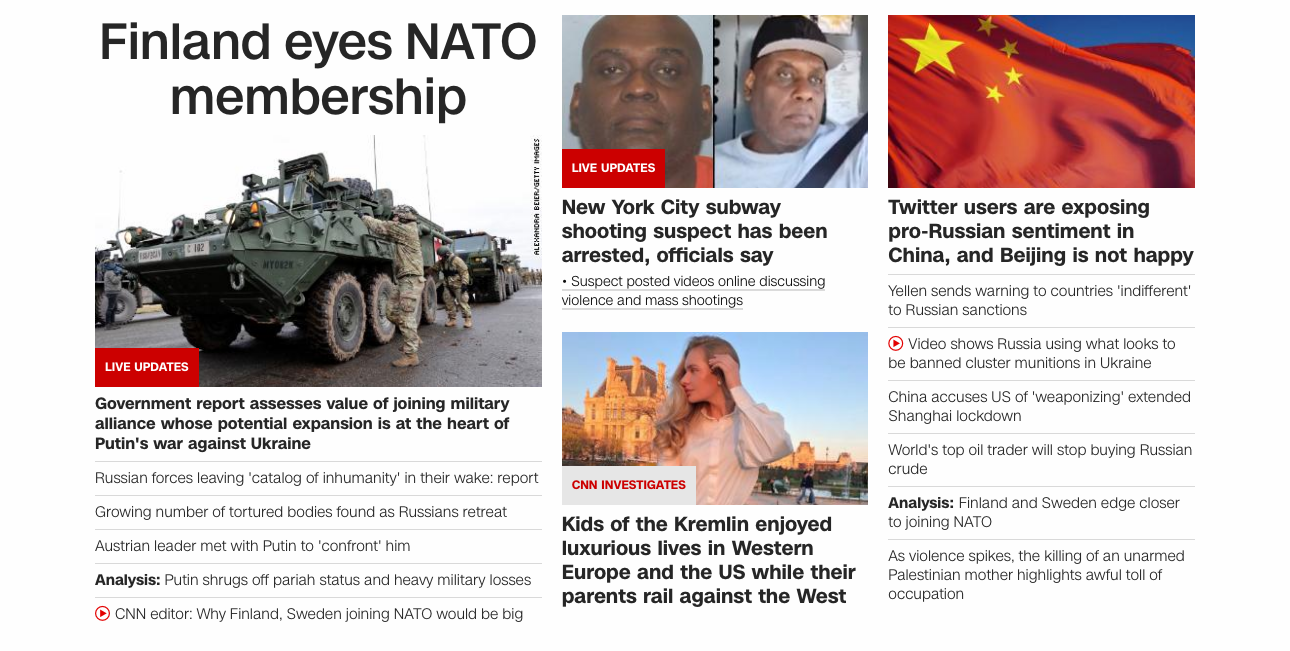 Finland eyes NATO
membership
ALEXANDRA BEIER/GETTY IMAGES
C 102
LIVE UPDATES
Government report assesses value of joining military
alliance whose potential expansion is at the heart of
Putin's war against Ukraine
Russian forces leaving 'catalog of inhumanity' in their wake: report
Growing number of tortured bodies found as Russians retreat
Austrian leader met with Putin to 'confront' him
Analysis: Putin shrugs off pariah status and heavy military losses
CNN editor: Why Finland, Sweden joining NATO would be big
LIVE UPDATES
New York City subway
shooting suspect has been
arrested, officials say
• Suspect posted videos online discussing
violence and mass shootings
CNN INVESTIGATES
Kids of the Kremlin enjoyed
luxurious lives in Western
Europe and the US while their
parents rail against the West
Twitter users are exposing
pro-Russian sentiment in
China, and Beijing is not happy
Yellen sends warning to countries 'indifferent'
to Russian sanctions
Video shows Russia using what looks to
be banned cluster munitions in Ukraine
China accuses US of 'weaponizing' extended
Shanghai lockdown
World's top oil trader will stop buying Russian
crude
Analysis: Finland and Sweden edge closer
to joining NATO
As violence spikes, the killing of an unarmed
Palestinian mother highlights awful toll of
occupation